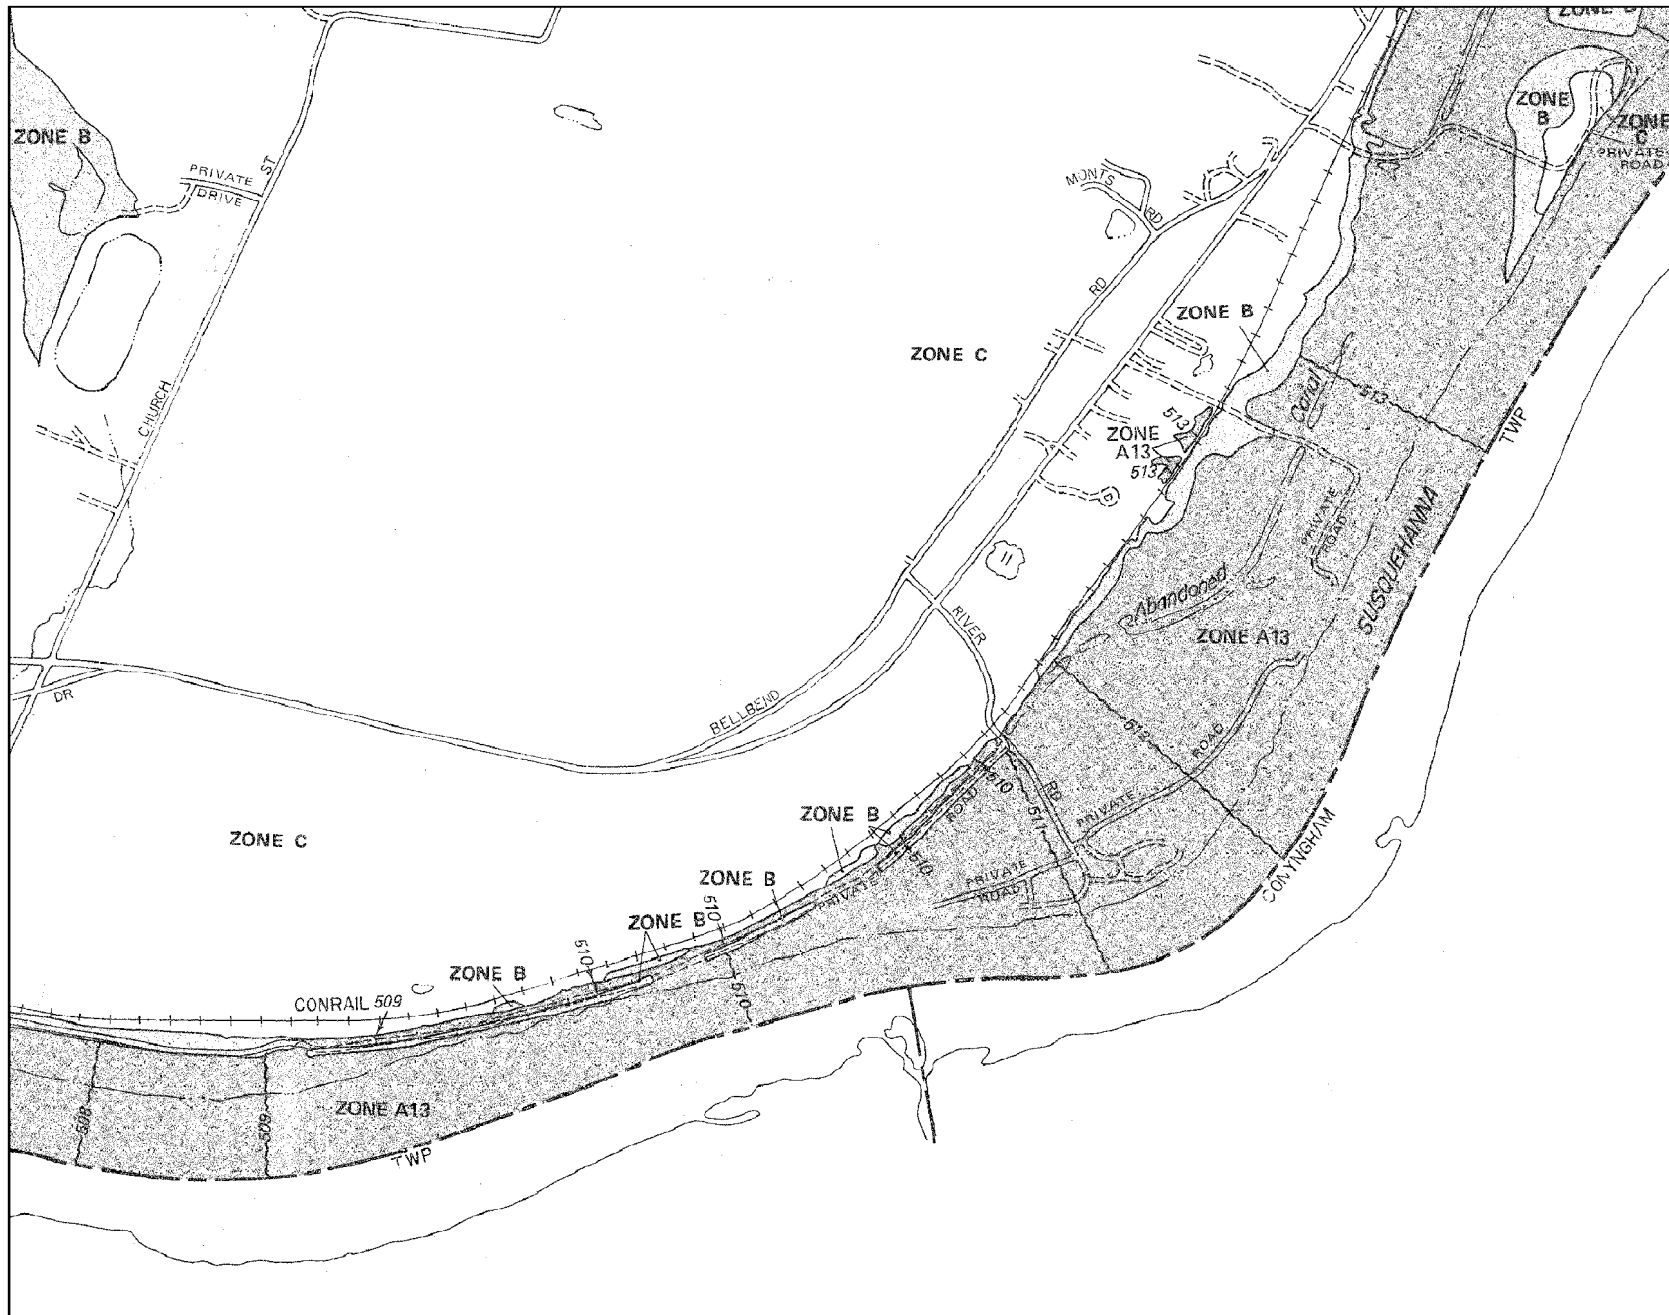 ZONE B
ZONE
B
ZONE
C
PRIVATE
ROAD
ZONE B
PRIVATE
DRIVE
ST
MONTS
RD
RD
ZONE B
ZONE C
CHURCH
Canal
513
TWP
513
ZONE
A13
513
PRIVATE
ROAD
SUSQUEHANNA
Abandoned
RIVER
ZONE A13
DR
BELLBEND
512
ROAD
510
RD
ROAD
PRIVATE
511
ZONE B
ZONE C
CONYNGHAM
510
PRIVATE
ROAD
ZONE B
PRIVATE
510
ZONE B
510
ZONE B
510
CONRAIL 509
ZONE A13
508
509
TWP